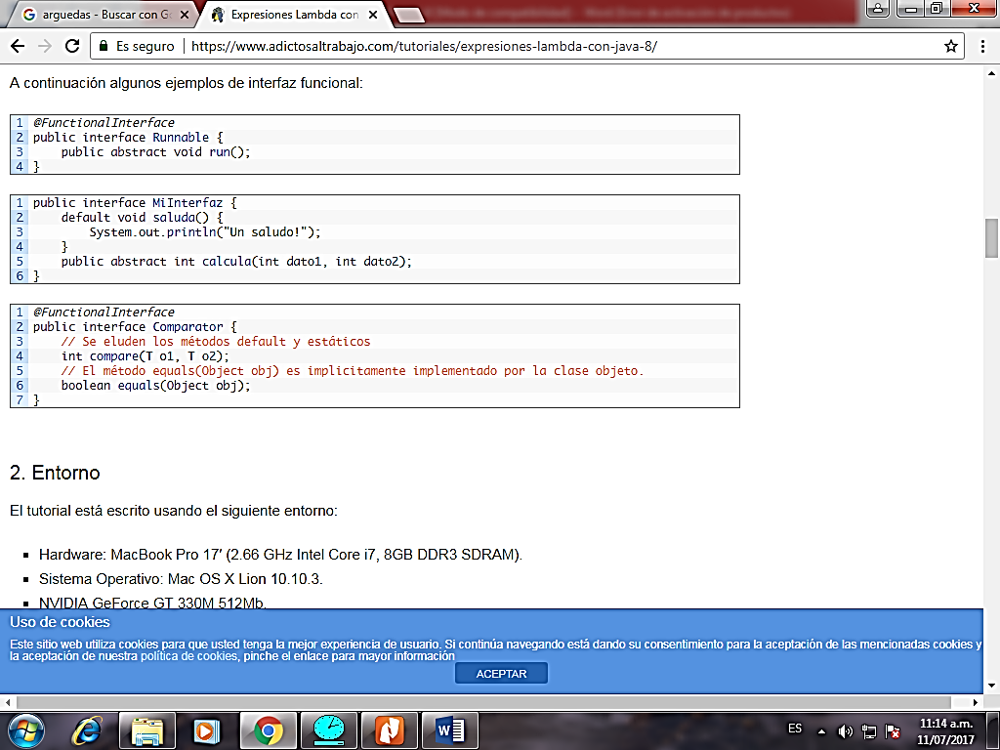 arguedas - Buscar con Go
Expresiones Lambda con
Es seguro
https://www.adictosaltrabajo.com/tutoriales/expresiones-lambda-con-java-8/
A continuación algunos ejemplos de interfaz funcional:
1 @FunctionalInterface
2 public interface Runnable {
3 public abstract void run();
4 }
1 public interface MiInterfaz {
2 default void saluda() {
3 System.out.println("Un saludo!");
4 }
5 public abstract int calcula(int dato1, int dato2);
6 }
1 @FunctionalInterface
2 public interface Comparator {
3 // Se eluden los métodos default y estáticos
4 int compare(T o1, T o2);
5 // El método equals(Object obj) es implicitamente implementado por la clase objeto.
6 boolean equals(Object obj);
7 }
2. Entorno
El tutorial está escrito usando el siguiente entorno:
Hardware: MacBook Pro 17′ (2.66 GHz Intel Core i7, 8GB DDR3 SDRAM).
Sistema Operativo: Mac OS X Lion 10.10.3.
NVIDIA GeForce GT 330M 512Mb.
Uso de cookies
Este sitio web utiliza cookies para que usted tenga la mejor experiencia de usuario. Si continúa navegando está dando su consentimiento para la aceptación de las mencionadas cookies y
la aceptación de nuestra política de cookies, pinche el enlace para mayor información
ACEPTAR
ES
11:14 a.m.
11/07/2017